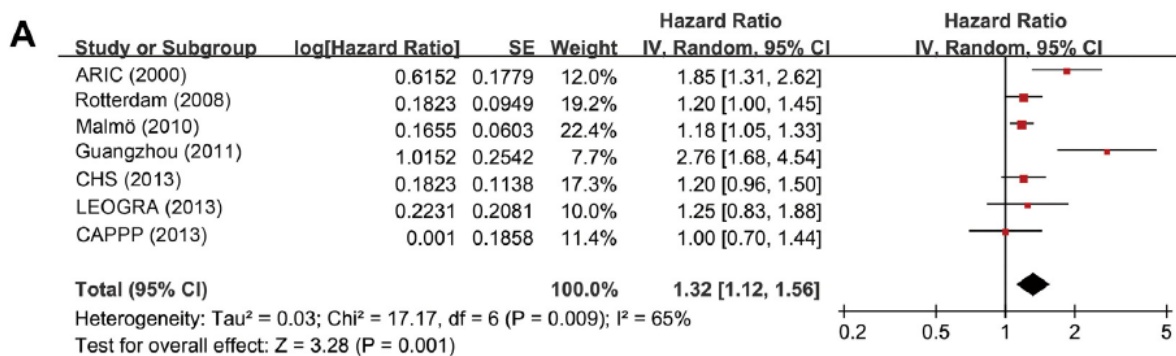 A
Hazard Ratio Hazard Ratio
Study or Subgroup log[Hazard Ratio] SE Weight IV, Random, 95% CI IV, Random, 95% CI
ARIC (2000) 0.6152 0.1779 12.0% 1.85 [1.31, 2.62]
Rotterdam (2008) 0.1823 0.0949 19.2% 1.20 [1.00, 1.45]
Malmö (2010) 0.1655 0.0603 22.4% 1.18 [1.05, 1.33]
Guangzhou (2011) 1.0152 0.2542 7.7% 2.76 [1.68, 4.54]
CHS (2013) 0.1823 0.1138 17.3% 1.20 [0.96, 1.50]
LEOGRA (2013) 0.2231 0.2081 10.0% 1.25 [0.83, 1.88]
CAPPP (2013) 0.001 0.1858 11.4% 1.00 [0.70, 1.44]
Total (95% CI) 100.0% 1.32 [1.12, 1.56]
Heterogeneity: Tau² = 0.03; Chi² = 17.17, df = 6 (P = 0.009); I² = 65%
Test for overall effect: Z = 3.28 (P = 0.001)
0.2 0.5 1 2 5